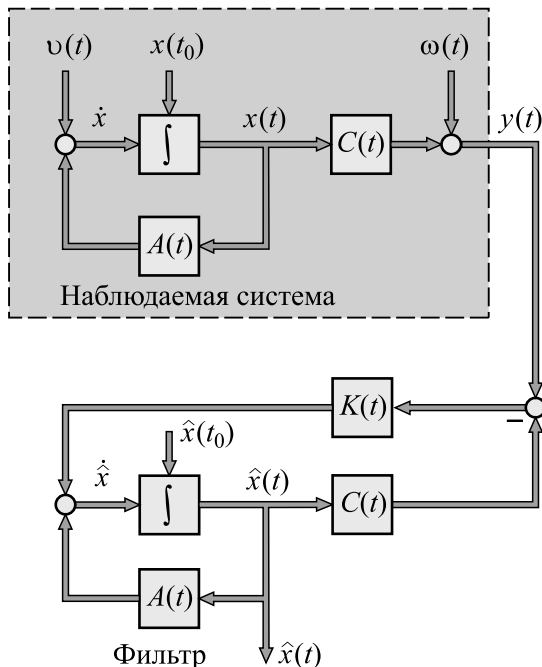 υ(t) x(t₀) ω(t)
ẋ ∫ x(t) C(t) y(t)
A(t)
Наблюдаемая система
K(t)
x̂(t₀)
x̂̇ ∫ x̂(t) C(t) −
A(t)
Фильтр x̂(t)